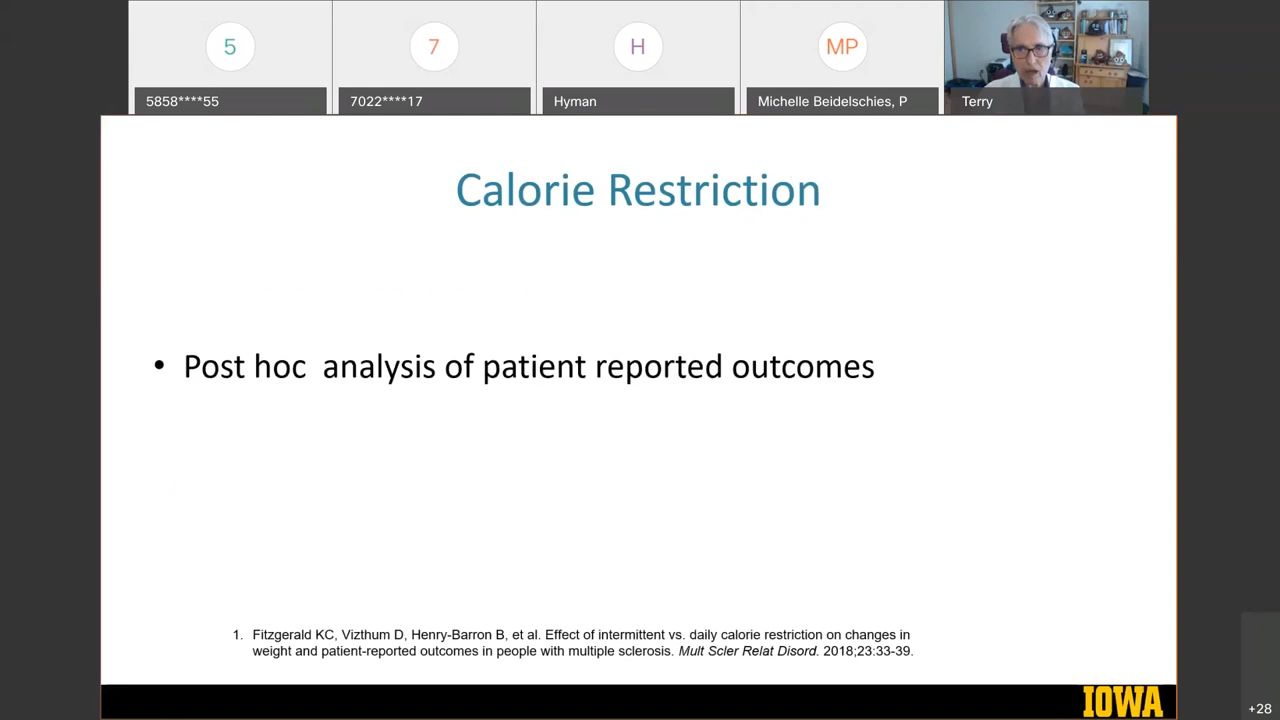 5
7
H
MP
5858****55
7022****17
Hyman
Michelle Beidelschies, P
Terry
Calorie Restriction
• Post hoc  analysis of patient reported outcomes
1. Fitzgerald KC, Vizthum D, Henry-Barron B, et al. Effect of intermittent vs. daily calorie restriction on changes in
weight and patient-reported outcomes in people with multiple sclerosis. Mult Scler Relat Disord. 2018;23:33-39.
IOWA
+28